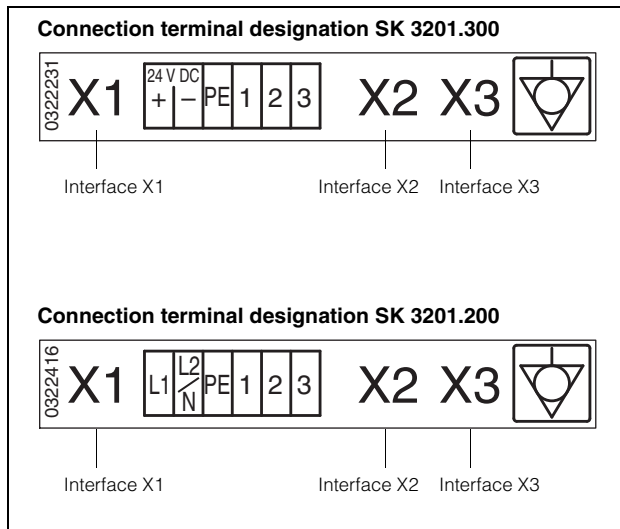 Connection terminal designation SK 3201.300
0322231 X1 24 V DC + − PE 1 2 3 X2 X3
Interface X1 Interface X2 Interface X3
Connection terminal designation SK 3201.200
0322416 X1 L1 L2/N PE 1 2 3 X2 X3
Interface X1 Interface X2 Interface X3